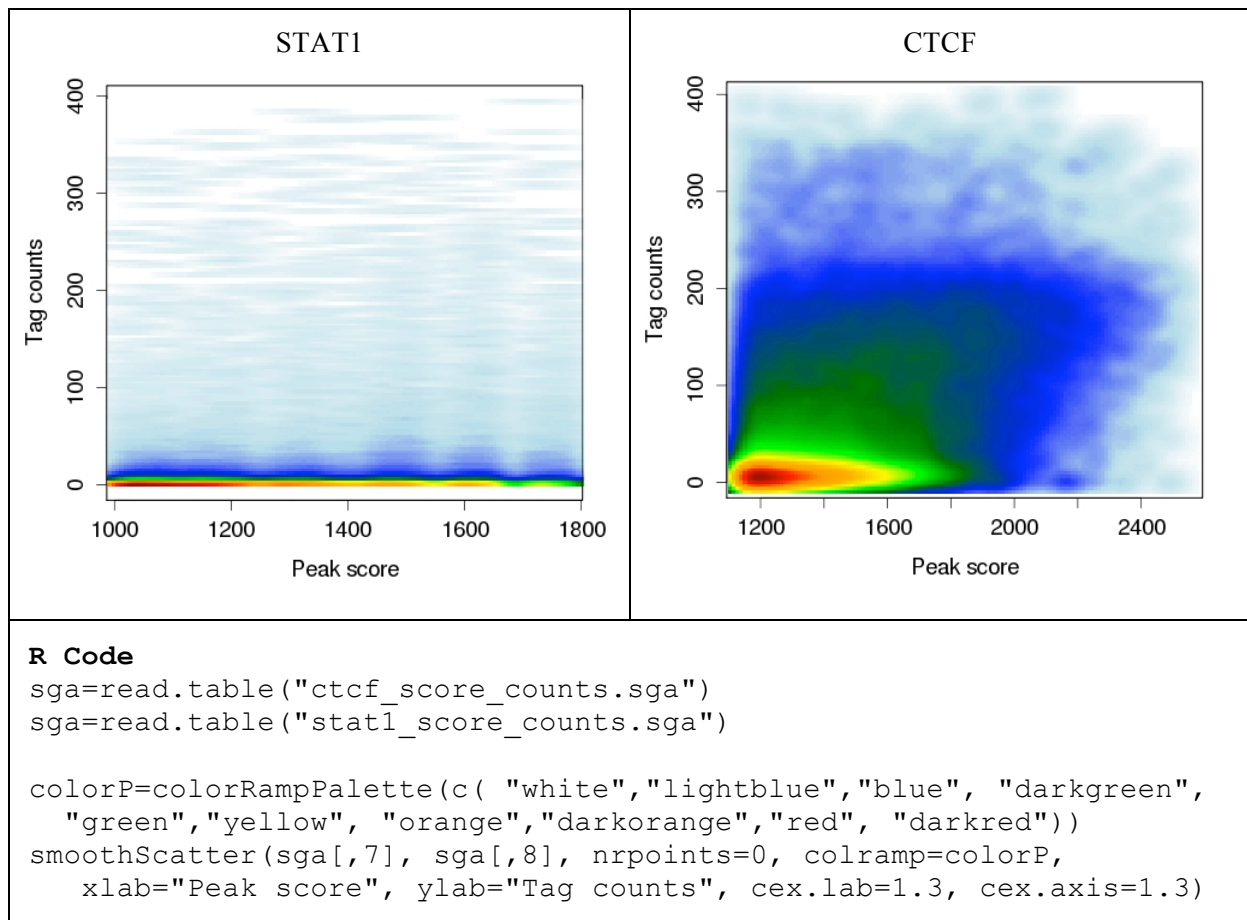 STAT1
400
300
200
100
0
Tag counts
1000 1200 1400 1600 1800
Peak score
CTCF
400
300
200
100
0
Tag counts
1200 1600 2000 2400
Peak score
R Code
sga=read.table("ctcf_score_counts.sga")
sga=read.table("stat1_score_counts.sga")
colorP=colorRampPalette(c( "white","lightblue","blue", "darkgreen",
"green","yellow", "orange","darkorange","red", "darkred"))
smoothScatter(sga[,7], sga[,8], nrpoints=0, colramp=colorP,
xlab="Peak score", ylab="Tag counts", cex.lab=1.3, cex.axis=1.3)